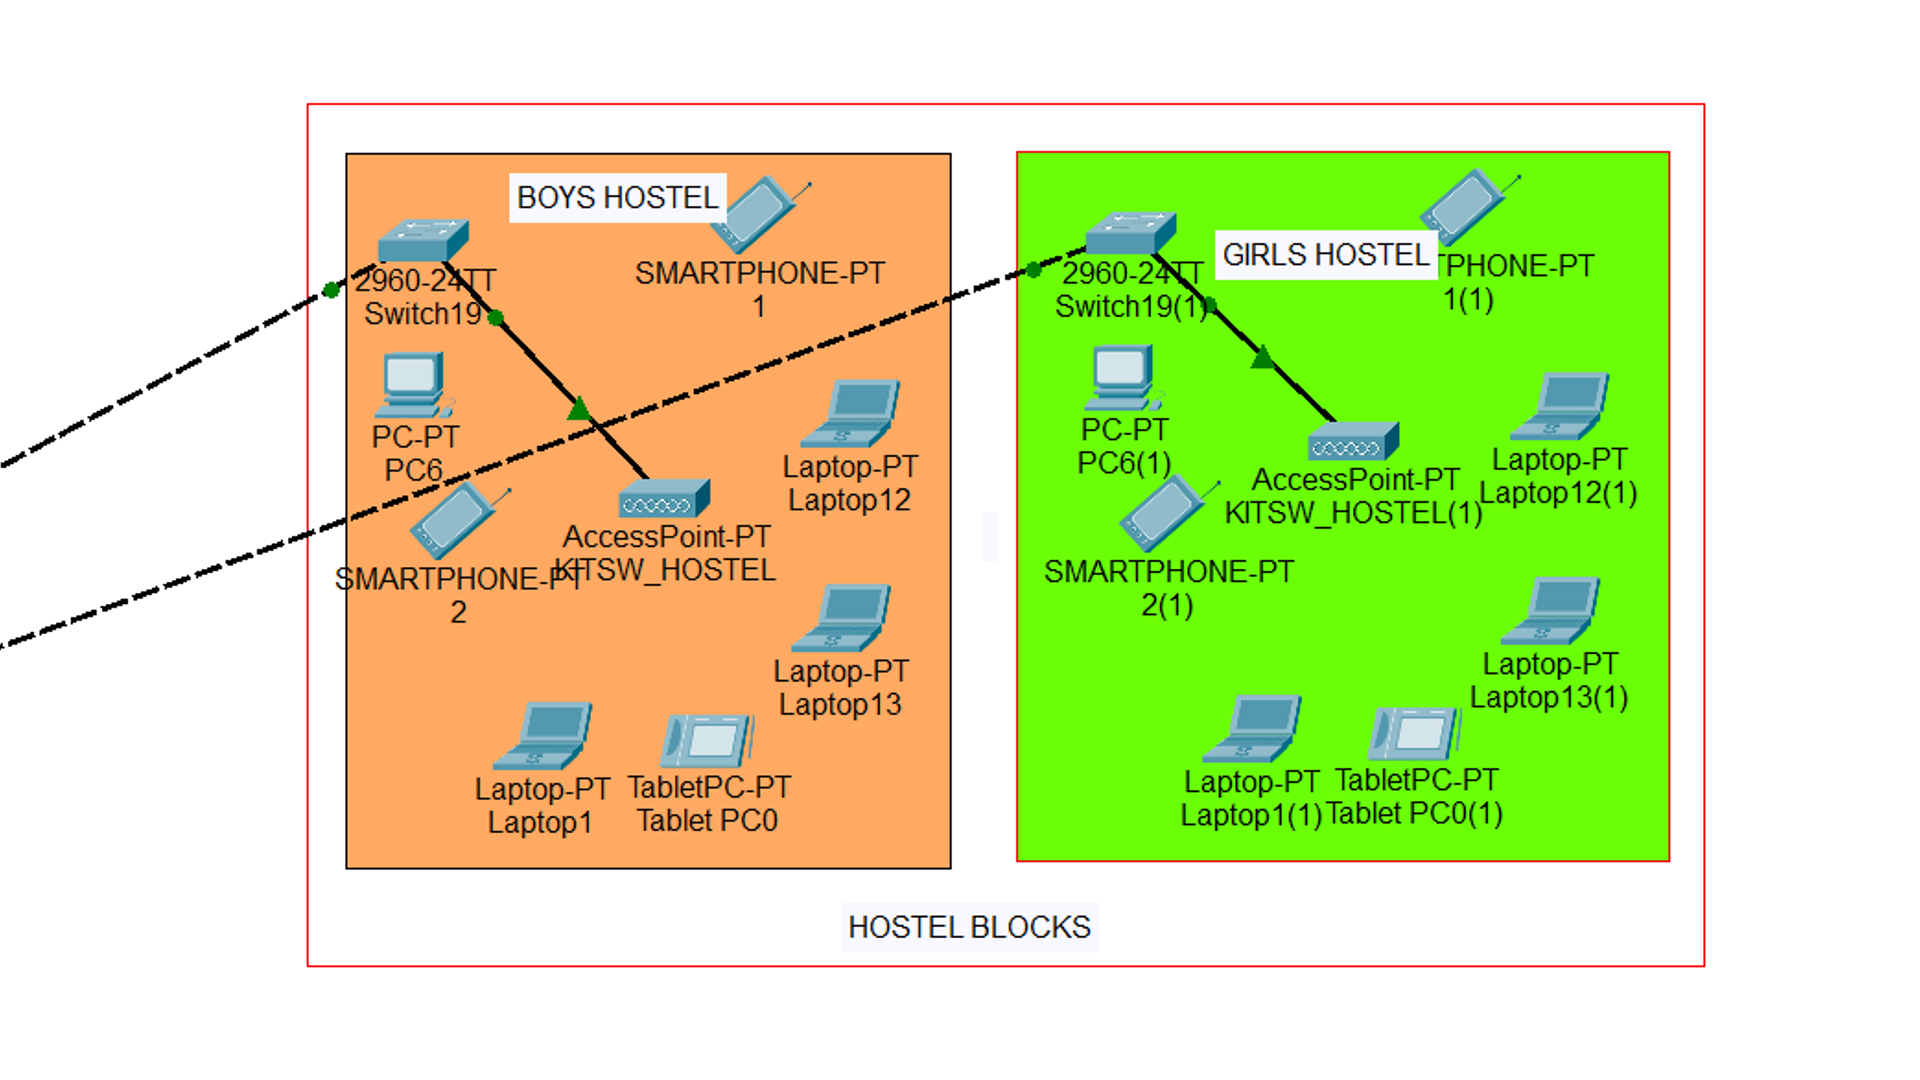 BOYS HOSTEL
2960-24TT
Switch19
SMARTPHONE-PT
1
PC-PT
PC6
Laptop-PT
Laptop12
AccessPoint-PT
KITSW_HOSTEL
SMARTPHONE-PT
2
Laptop-PT
Laptop13
Laptop-PT
Laptop1
TabletPC-PT
Tablet PC0
GIRLS HOSTEL
2960-24TT
Switch19(1)
TPHONE-PT
1(1)
PC-PT
PC6(1)
Laptop-PT
Laptop12(1)
AccessPoint-PT
KITSW_HOSTEL(1)
SMARTPHONE-PT
2(1)
Laptop-PT
Laptop13(1)
Laptop-PT
Laptop1(1)
TabletPC-PT
Tablet PC0(1)
HOSTEL BLOCKS